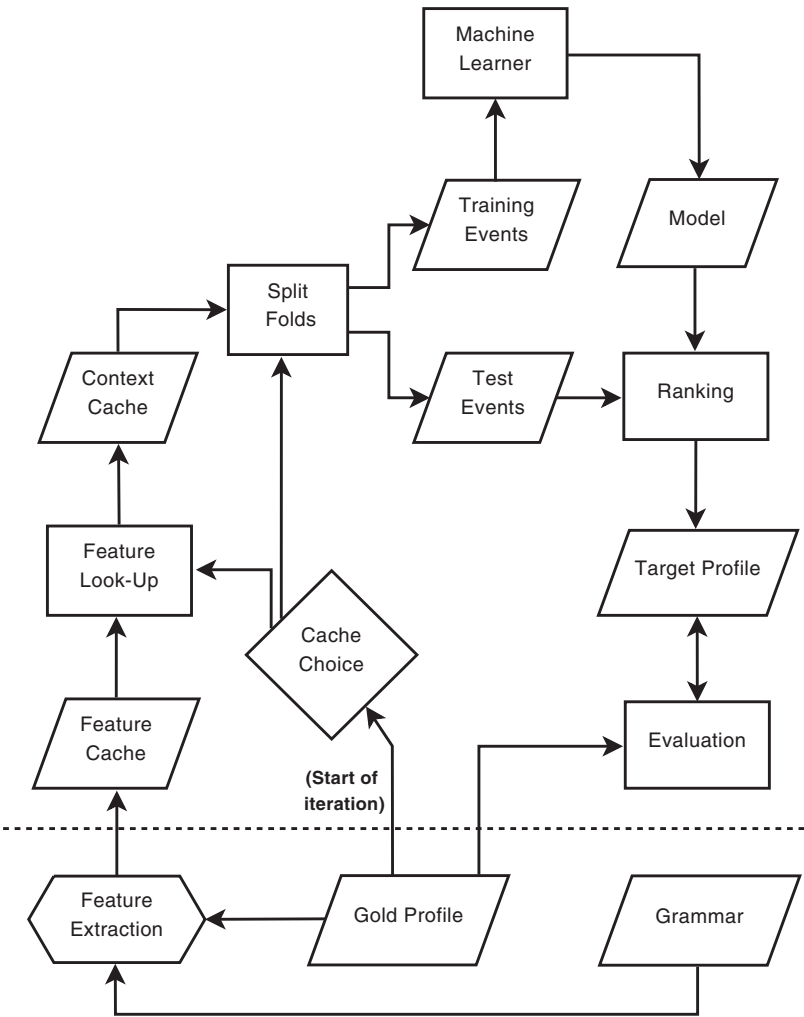 Machine
Learner
Training
Events
Model
Split
Folds
Context
Cache
Test
Events
Ranking
Feature
Look-Up
Target Profile
Cache
Choice
Feature
Cache
Evaluation
(Start of
iteration)
Feature
Extraction
Gold Profile
Grammar